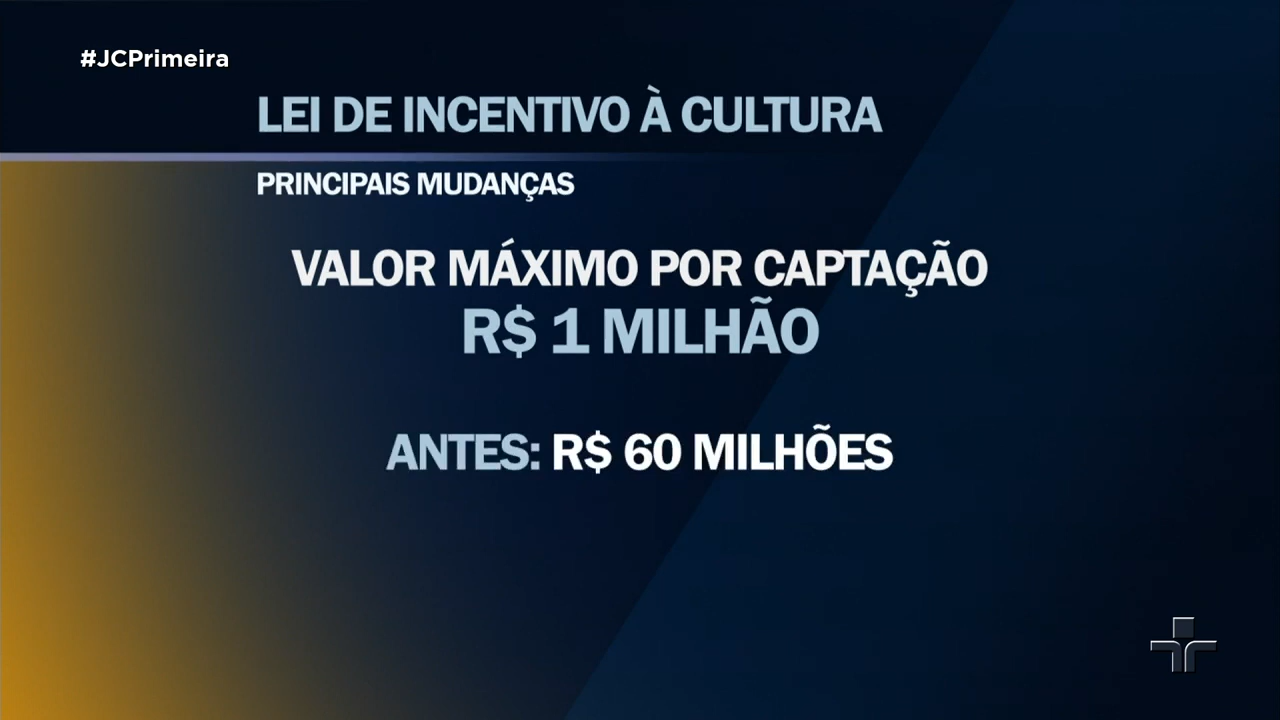 #JCPrimeira
LEI DE INCENTIVO À CULTURA
PRINCIPAIS MUDANÇAS
VALOR MÁXIMO POR CAPTAÇÃO
R$ 1 MILHÃO
ANTES: R$ 60 MILHÕES